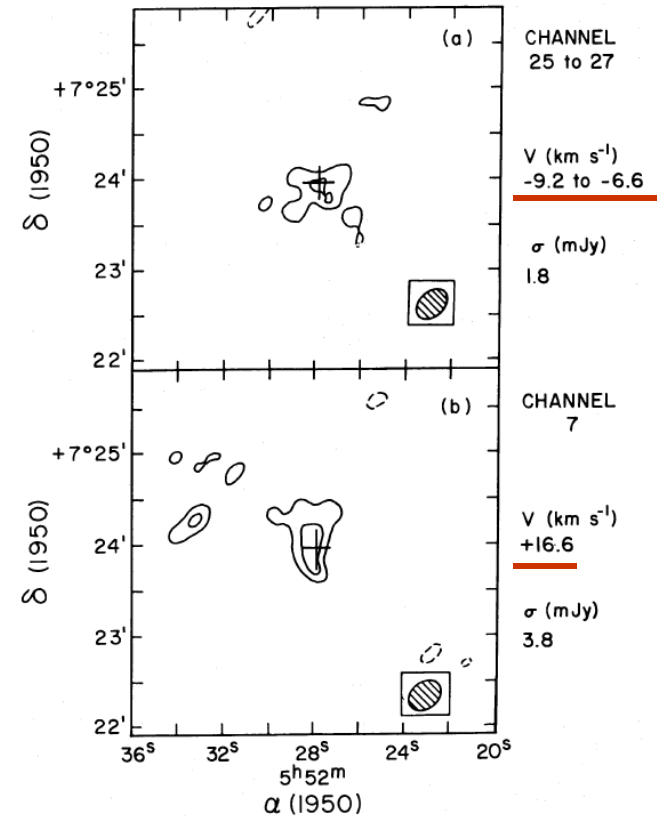 (a)
CHANNEL
25 to 27
+7°25'
V (km s⁻¹)
-9.2 to -6.6
24'
δ (1950)
σ (mJy)
1.8
23'
22'
(b)
CHANNEL
7
+7°25'
V (km s⁻¹)
+16.6
24'
δ (1950)
σ (mJy)
3.8
23'
22'
36ˢ 32ˢ 28ˢ 24ˢ 20ˢ
5ʰ52ᵐ
α (1950)